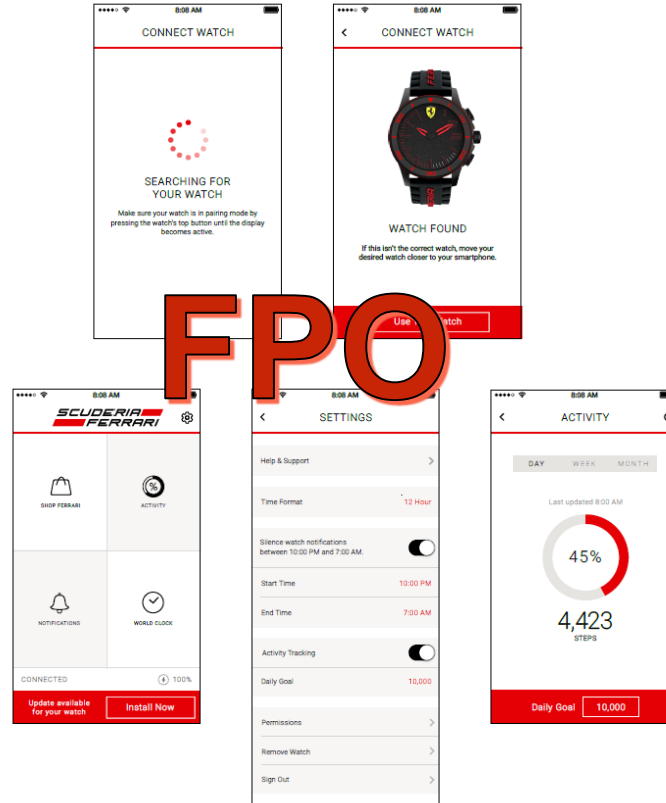 8:08 AM
CONNECT WATCH
SEARCHING FOR
YOUR WATCH
Make sure your watch is in pairing mode by
pressing the watch's top button until the display
becomes active.
8:08 AM
CONNECT WATCH
WATCH FOUND
If this isn't the correct watch, move your
desired watch closer to your smartphone.
Use
FPO
8:08 AM
SCUDERIA
FERRARI
SHOP FERRARI
%
ACTIVITY
NOTIFICATIONS
WORLD CLOCK
CONNECTED
100%
Update available
for your watch
Install Now
8:08 AM
SETTINGS
Help & Support
Time Format
12 Hour
Silence watch notifications
between 10:00 PM and 7:00 AM.
Start Time
10:00 PM
End Time
7:00 AM
Activity Tracking
Daily Goal
10,000
Permissions
Remove Watch
Sign Out
8:08 AM
ACTIVITY
DAY WEEK MONTH
Last updated 8:00 AM
45%
4,423
STEPS
Daily Goal 10,000